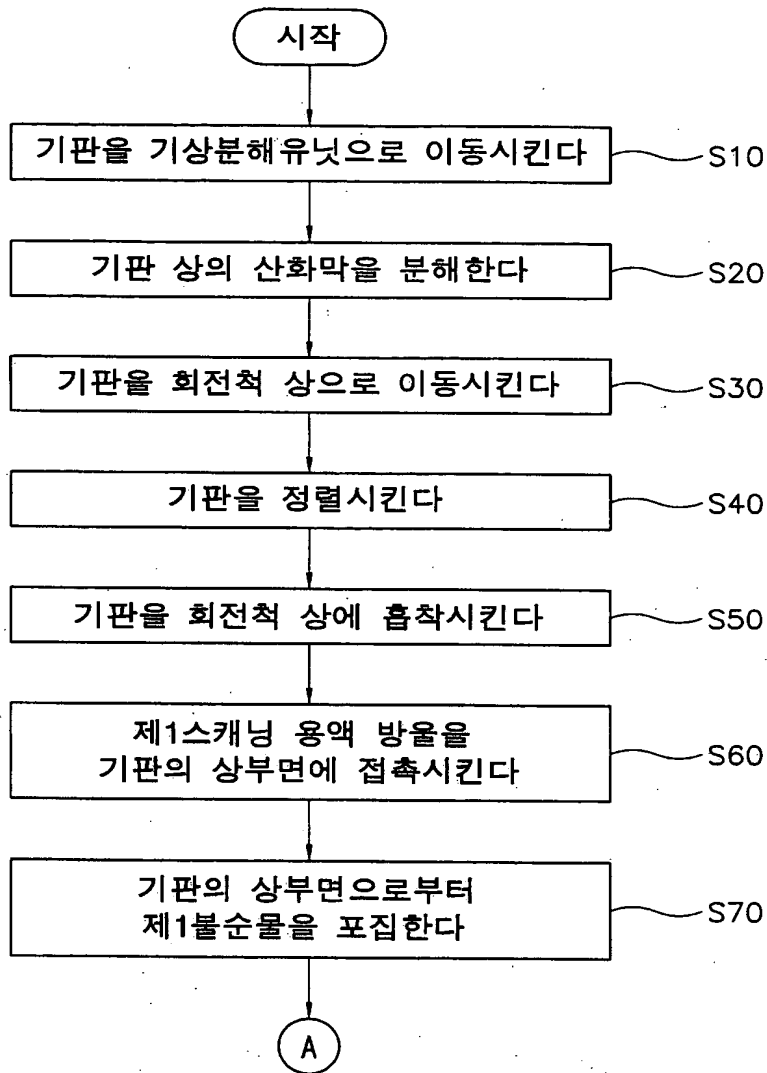 시작
기판을 기상분해유닛으로 이동시킨다
S10
기판 상의 산화막을 분해한다
S20
기판을 회전척 상으로 이동시킨다
S30
기판을 정렬시킨다
S40
기판을 회전척 상에 흡착시킨다
S50
제1스캐닝 용액 방울을
기판의 상부면에 접촉시킨다
S60
기판의 상부면으로부터
제1불순물을 포집한다
S70
A